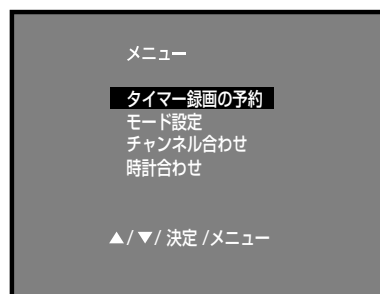 メニュー
タイマー録画の予約
モード設定
チャンネル合わせ
時計合わせ
▲/▼/ 決定 /メニュー